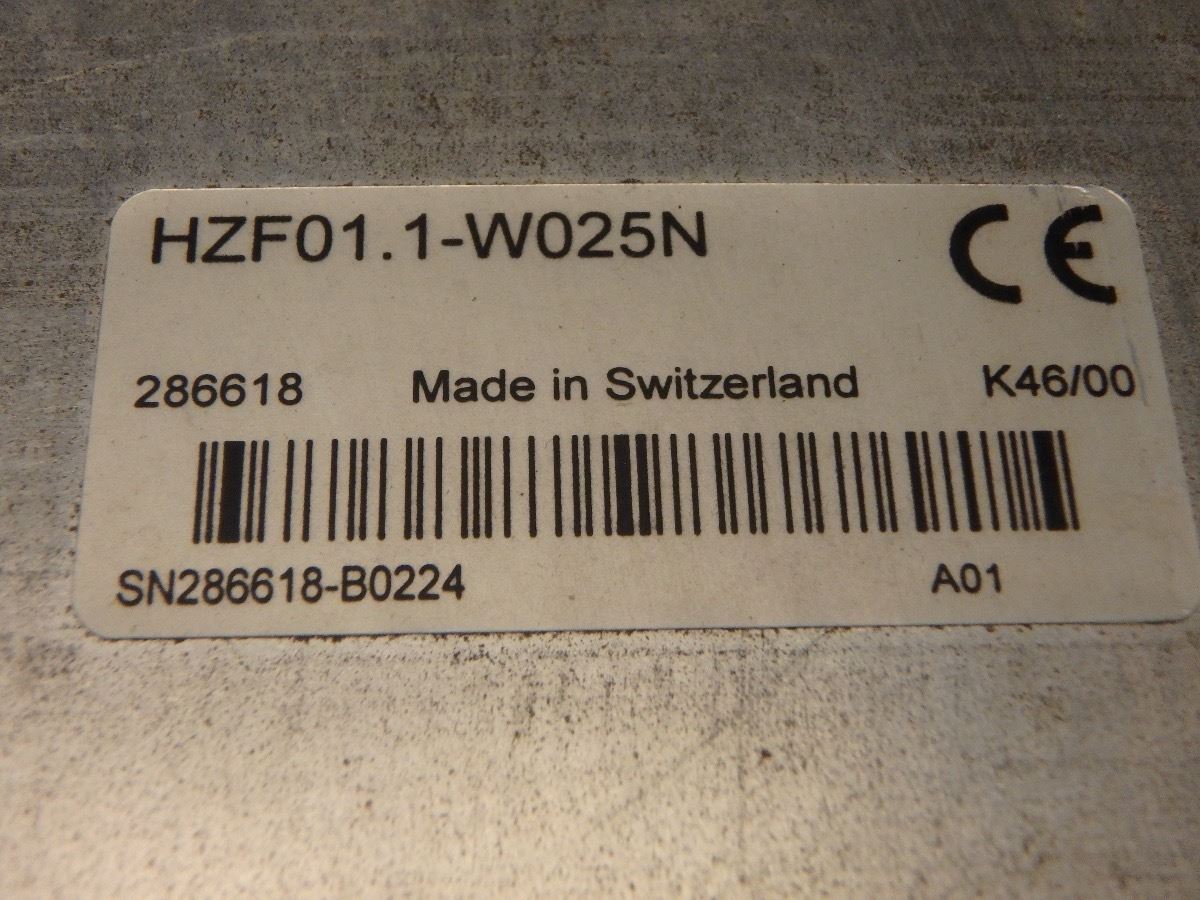 HZF01.1-W025N CE
286618 Made in Switzerland K46/00
SN286618-B0224 A01